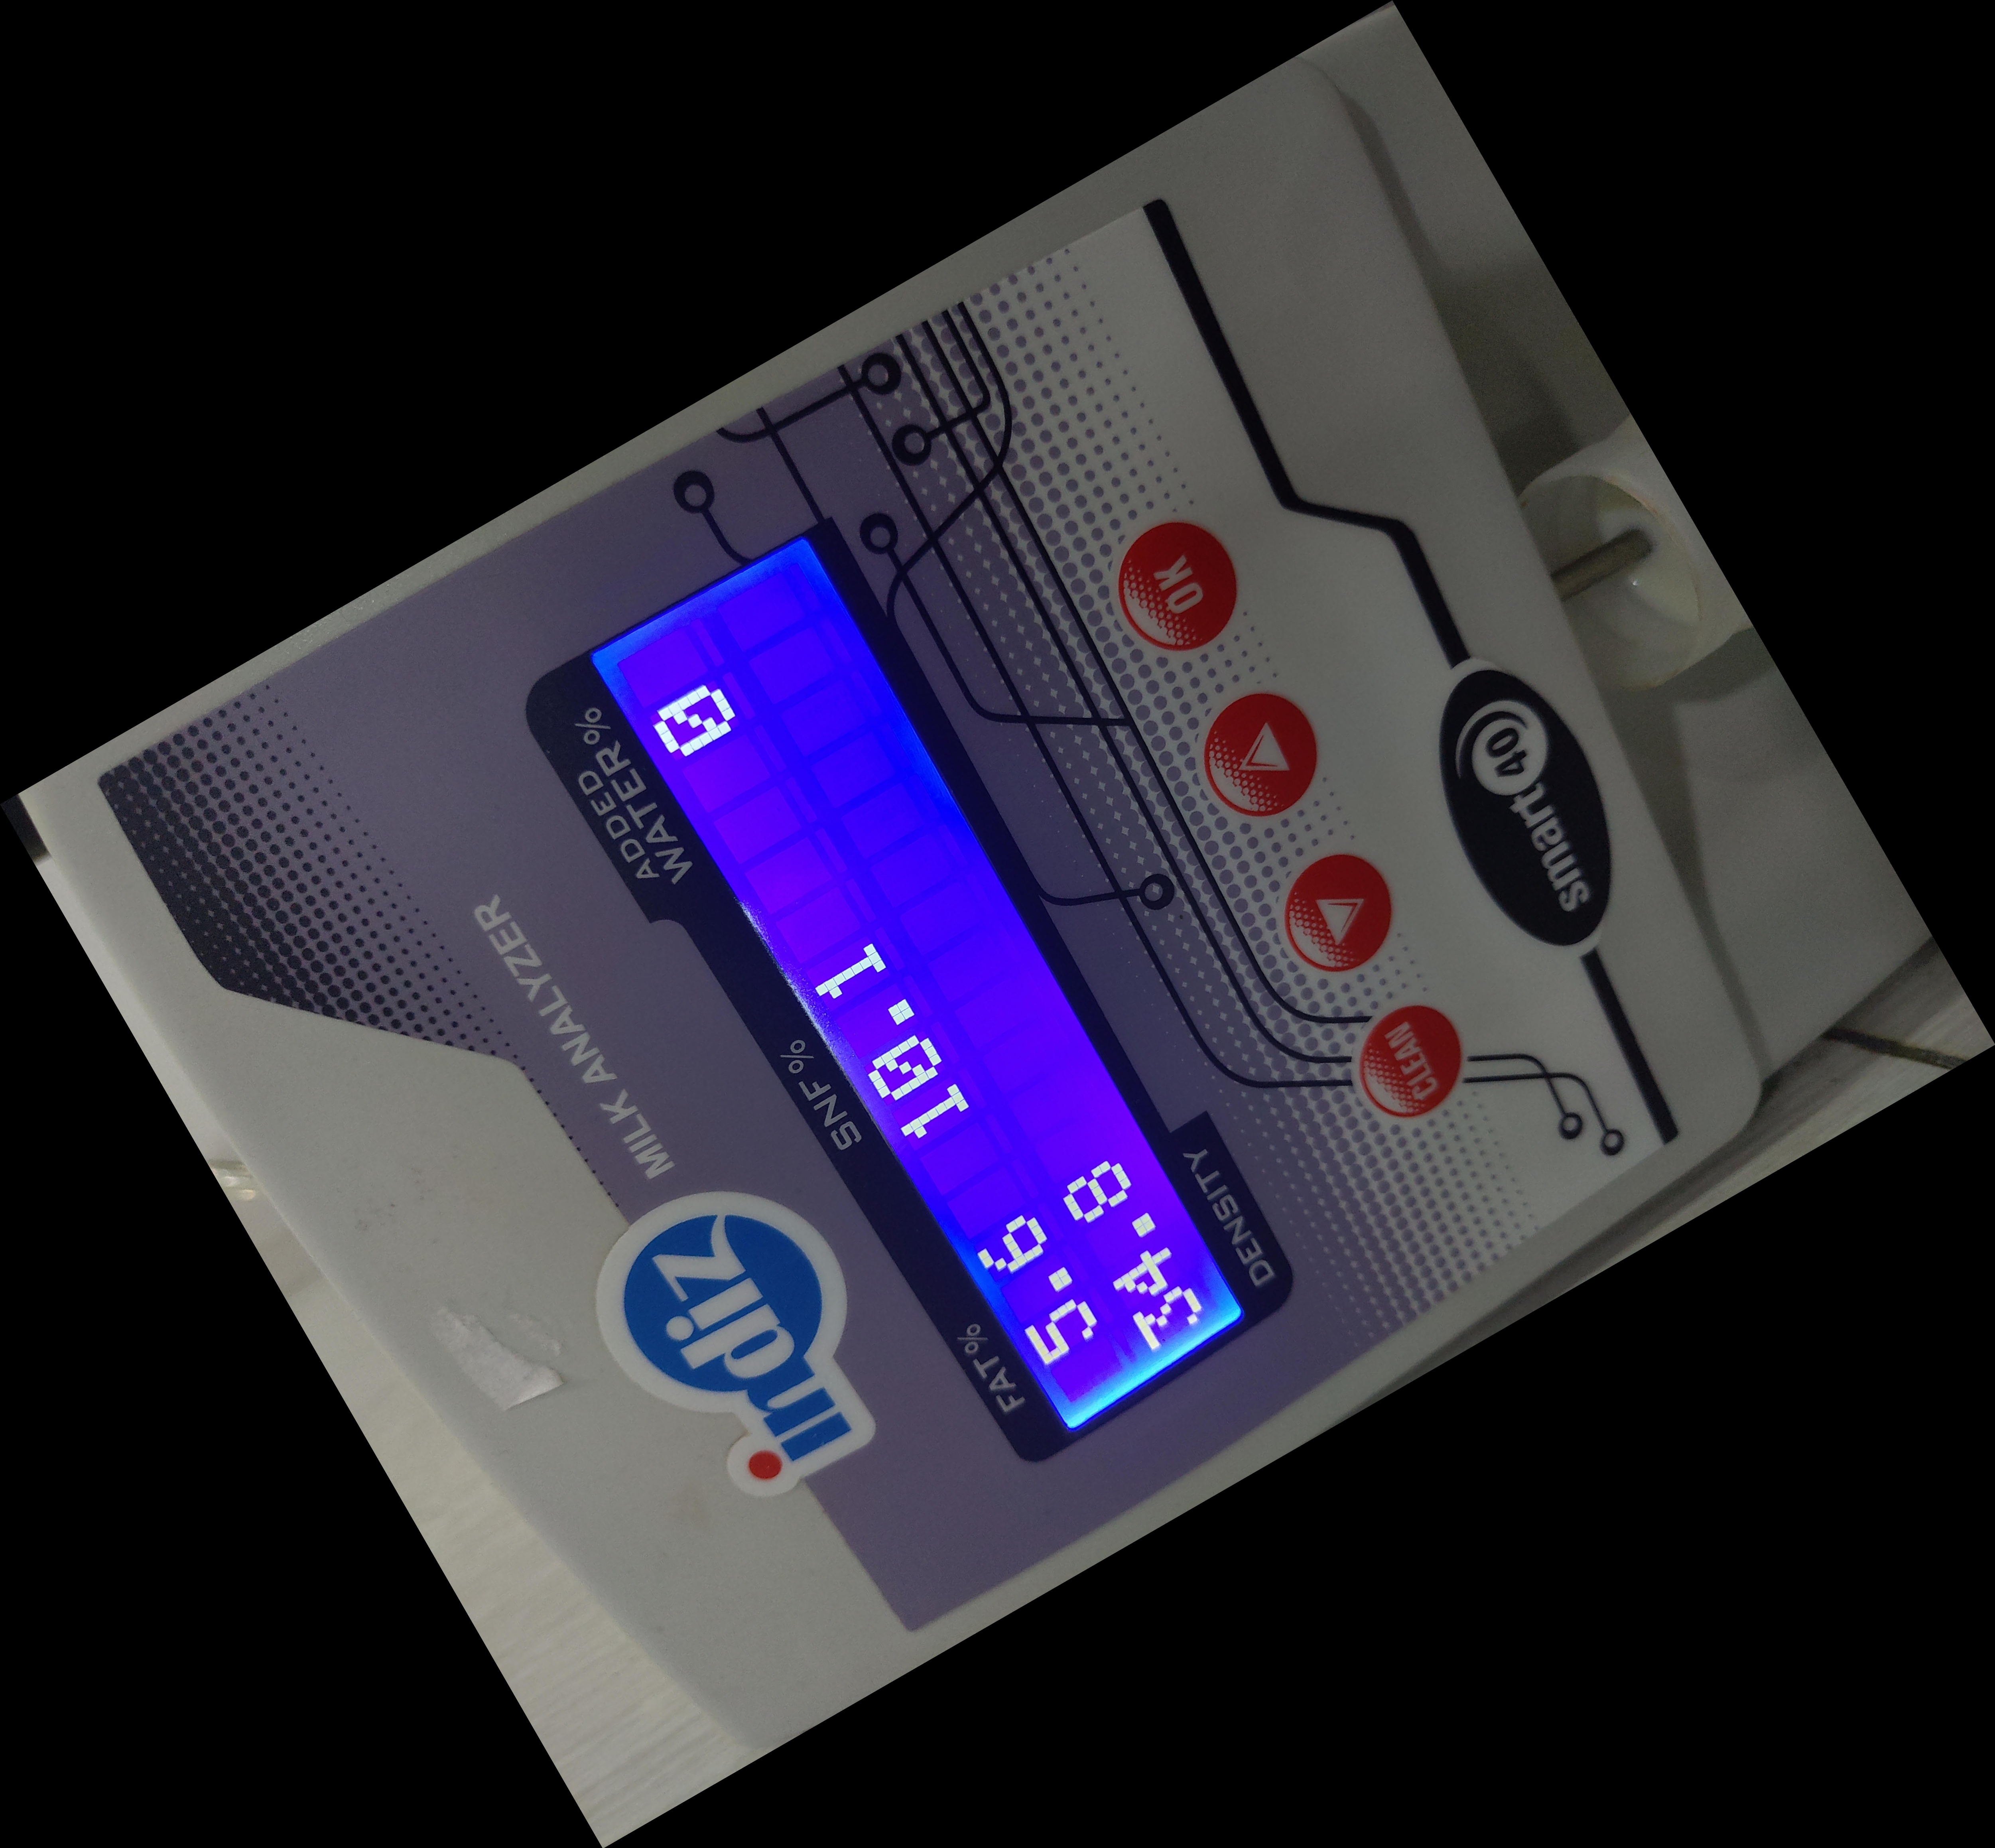 indiz MILK ANALYZER
FAT% SNF% ADDED WATER%
5.6 10.1 0
34.8
DENSITY
CLEAN OK
smart 40